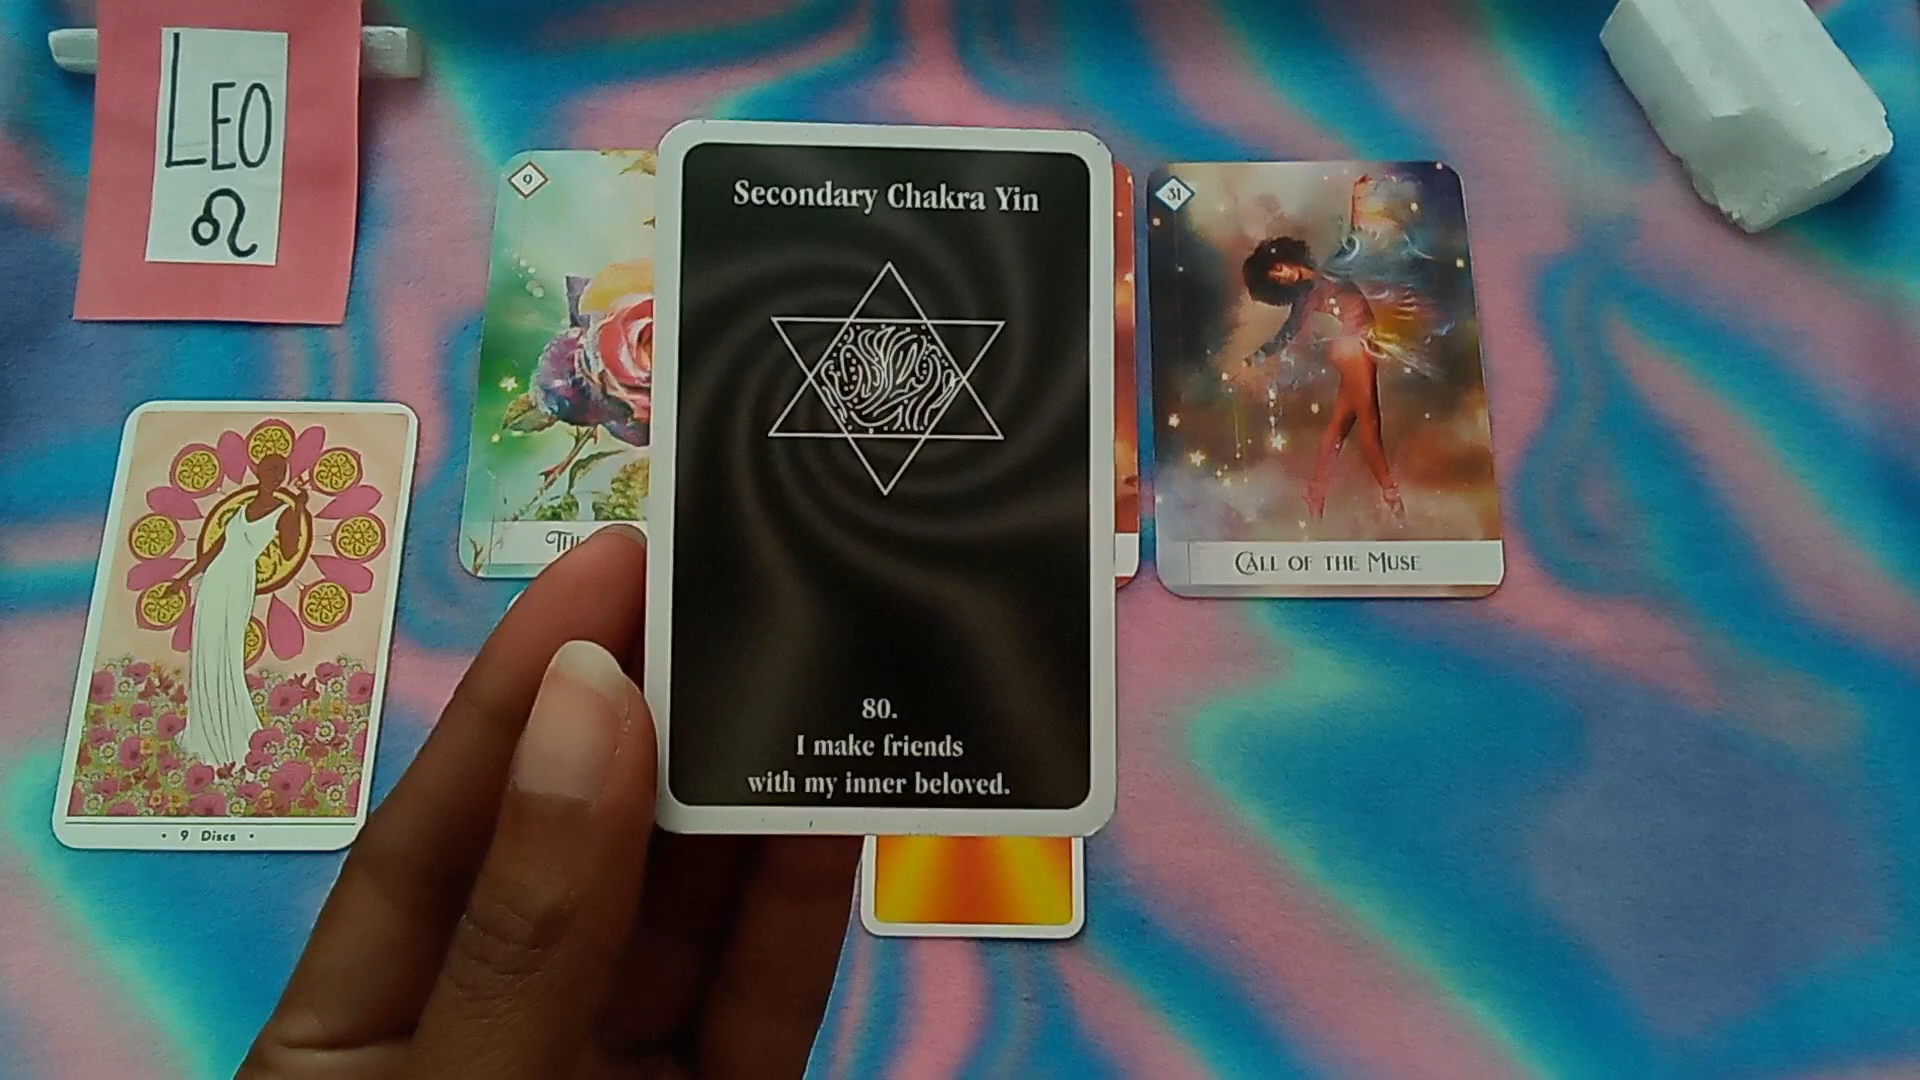 LEO
♌
9
THE
31
CALL OF THE MUSE
Secondary Chakra Yin
80.
I make friends
with my inner beloved.
• 9 Discs •